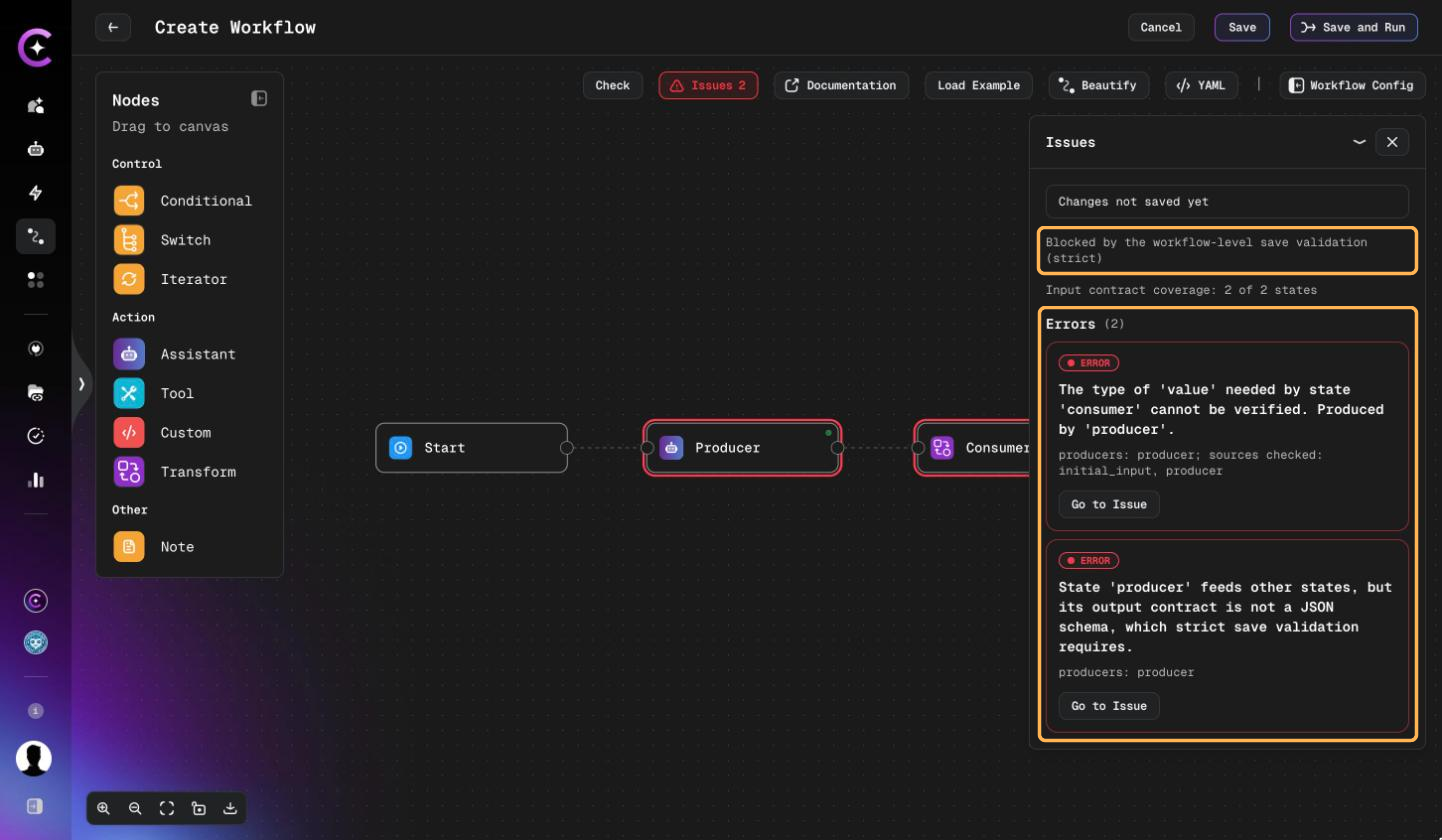 Create Workflow
Cancel
Save
Save and Run
Nodes
Drag to canvas
Control
Conditional
Switch
Iterator
Action
Assistant
Tool
Custom
Transform
Other
Note
Check
Issues 2
Documentation
Load Example
Beautify
YAML
Workflow Config
Start
Producer
Consumer
Issues
Changes not saved yet
Blocked by the workflow-level save validation
(strict)
Input contract coverage: 2 of 2 states
Errors (2)
ERROR
The type of 'value' needed by state
'consumer' cannot be verified. Produced
by 'producer'.
producers: producer; sources checked:
initial_input, producer
Go to Issue
ERROR
State 'producer' feeds other states, but
its output contract is not a JSON
schema, which strict save validation
requires.
producers: producer
Go to Issue